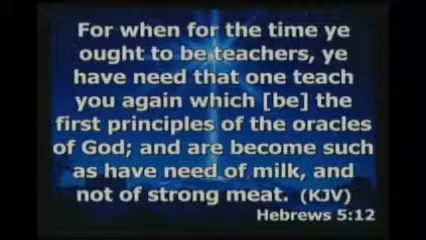 For when for the time ye
ought to be teachers, ye
have need that one teach
you again which [be] the
first principles of the oracles
of God; and are become such
as have need of milk, and
not of strong meat. (KJV)
Hebrews 5:12